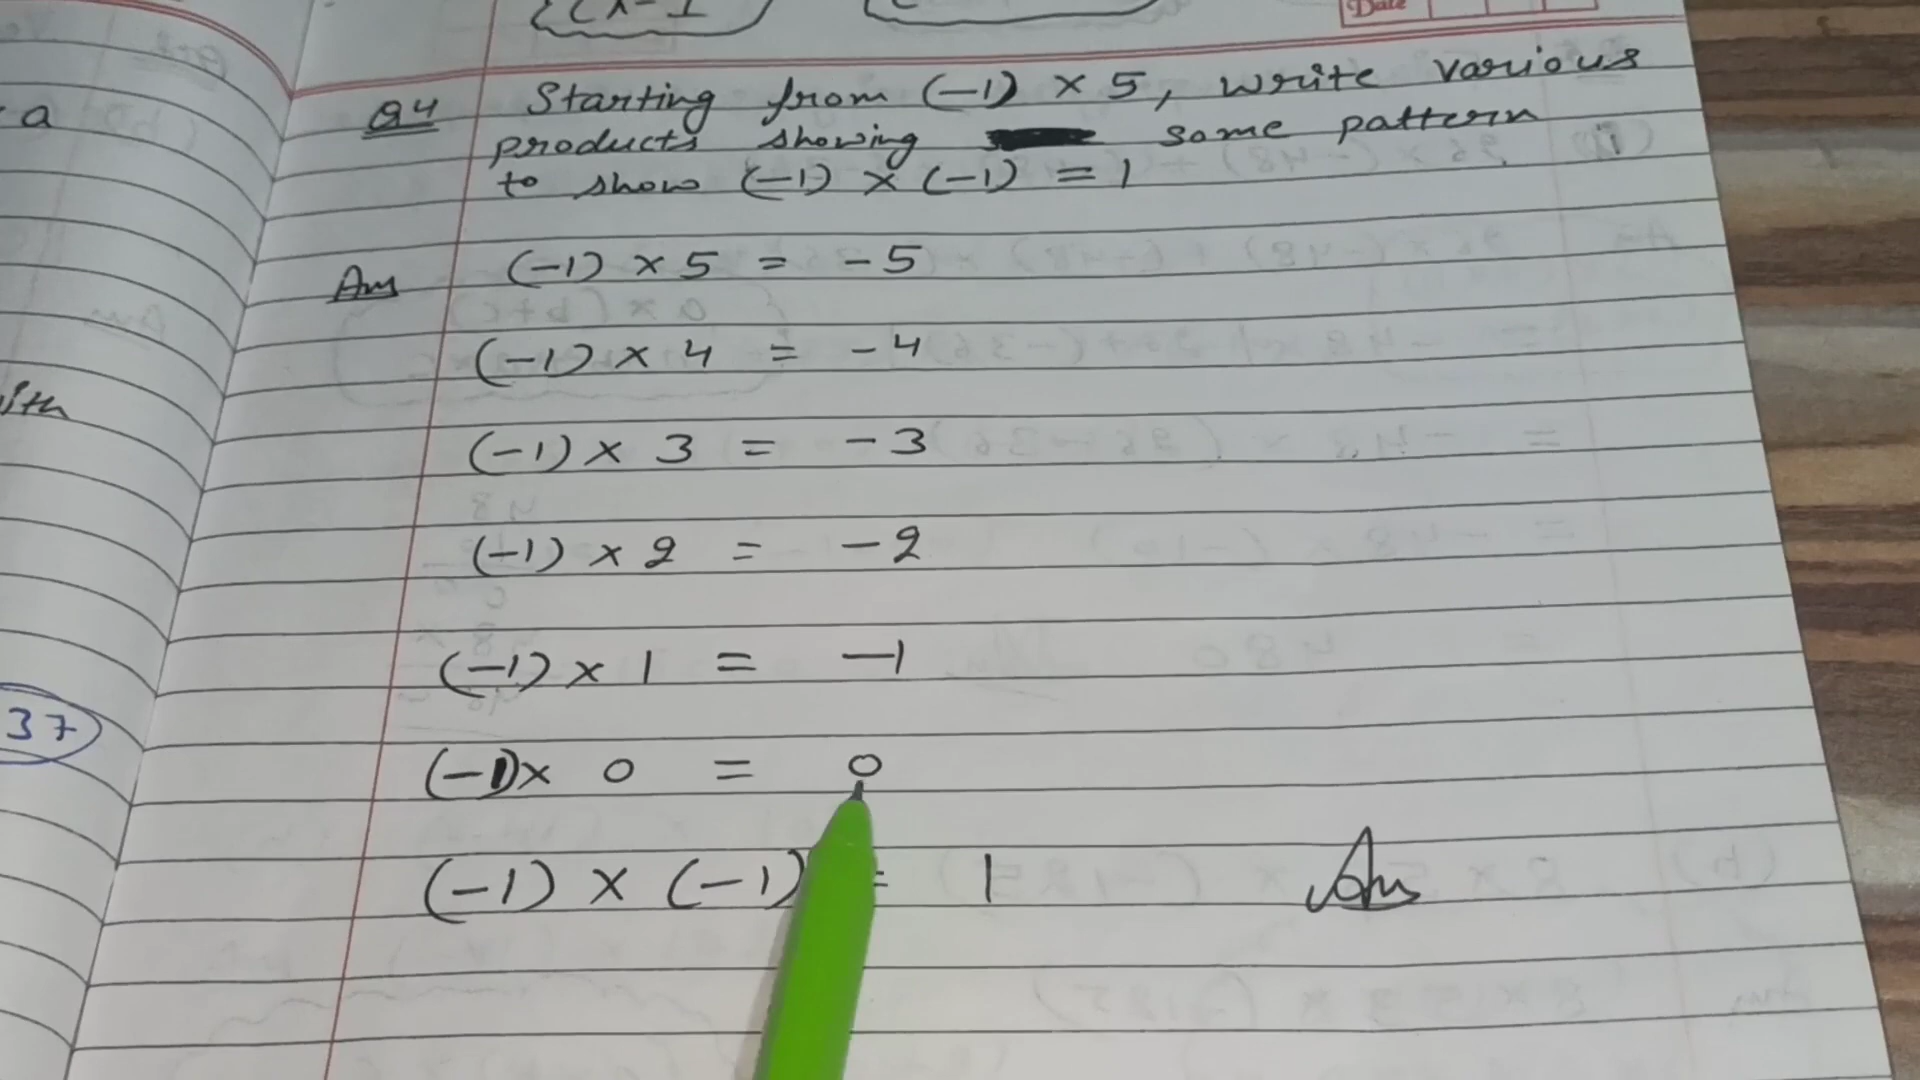 Date
a
Q4 Starting from (-1) × 5, write various
products showing some pattern
to show (-1) × (-1) = 1
Ans (-1) × 5 = -5
(-1) × 4 = -4
(-1) × 3 = -3
(-1) × 2 = -2
(-1) × 1 = -1
37
(-1) × 0 = 0
(-1) × (-1) = 1 Ans